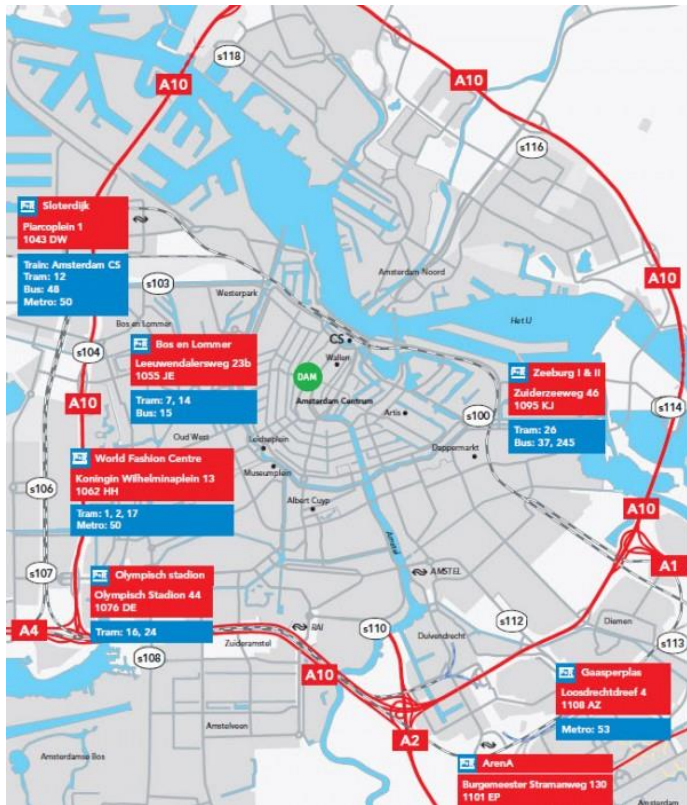 s118
A10
A10
s116
Sloterdijk
Piarcoplein 1
1043 DW
Train: Amsterdam CS
Tram: 12
Bus: 48
Metro: 50
Amsterdam Noord
A10
s103
Westerpark
Het IJ
Bos en Lommer
CS
Bos en Lommer
Leeuwendalersweg 23b
1055 JE
Tram: 7, 14
Bus: 15
s104
Wallen
DAM
Zeeburg I & II
Zuiderzeeweg 46
1095 KJ
Tram: 26
Bus: 37, 245
A10
Amsterdam Centrum
s114
Artis
s100
Oud West
Leidseplein
Dappermarkt
World Fashion Centre
Koningin Wilhelminaplein 13
1062 HH
Tram: 1, 2, 17
Metro: 50
Museumplein
s106
Albert Cuyp
A10
Amstel
s107
Olympisch stadion
Olympisch Stadion 44
1076 DE
Tram: 16, 24
AMSTEL
A1
A4
RAI
s110
s112
Diemen
Duivendrecht
s113
Zuideramstel
s108
A10
Gaasperplas
Loosdrechtdreef 4
1108 AZ
Metro: 53
Amstelveen
A2
Amsterdamse Bos
ArenA
Burgemeester Stramanweg 130
1101 EP
Amsterdam